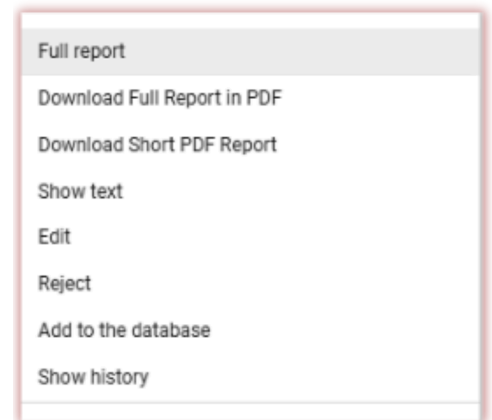 Full report
Download Full Report in PDF
Download Short PDF Report
Show text
Edit
Reject
Add to the database
Show history